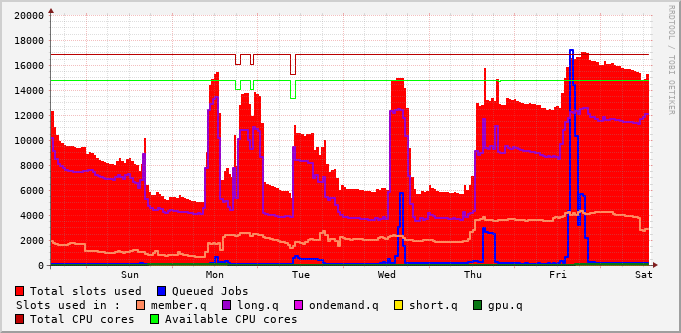 RRDTOOL / TOBI OETIKER
20000
18000
16000
14000
12000
10000
8000
6000
4000
2000
0
Sun Mon Tue Wed Thu Fri Sat
Total slots used Queued Jobs
Slots used in : member.q long.q ondemand.q short.q gpu.q
Total CPU cores Available CPU cores